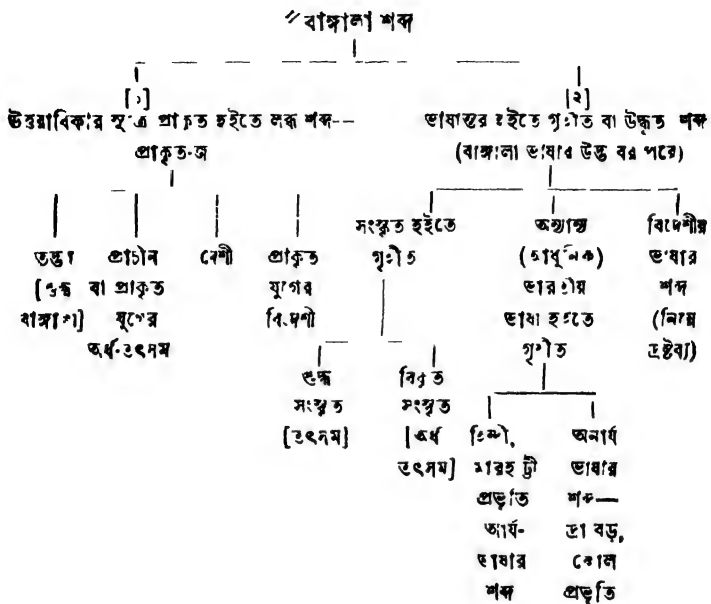 বাঙ্গালা শব্দ
[১]
উত্তরাধিকার সূত্রে প্রাকৃত হইতে লব্ধ শব্দ—
প্রাকৃত-জ
[২]
ভাষান্তর হইতে গৃহীত বা উদ্ধৃত শব্দ
(বাঙ্গালা ভাষার উদ্ভবের পরে)
তদ্ভব
[শুদ্ধ
বাঙ্গালা]
প্রাচীন
বা প্রাকৃত
যুগের
অর্ধ-তৎসম
দেশী
প্রাকৃত
যুগের
বিদেশী
সংস্কৃত হইতে
গৃহীত
শুদ্ধ
সংস্কৃত
[তৎসম]
বিকৃত
সংস্কৃত
[অর্ধ
তৎসম]
অন্যান্য
(আধুনিক)
ভারতীয়
ভাষা হইতে
গৃহীত
হিন্দী,
মারহাট্টী
প্রভৃতি
আর্য-
ভাষার
শব্দ
অনার্য
ভাষার
শব্দ—
দ্রাবিড়,
কোল
প্রভৃতি
বিদেশীয়
ভাষার
শব্দ
(নিম্নে
দ্রষ্টব্য)